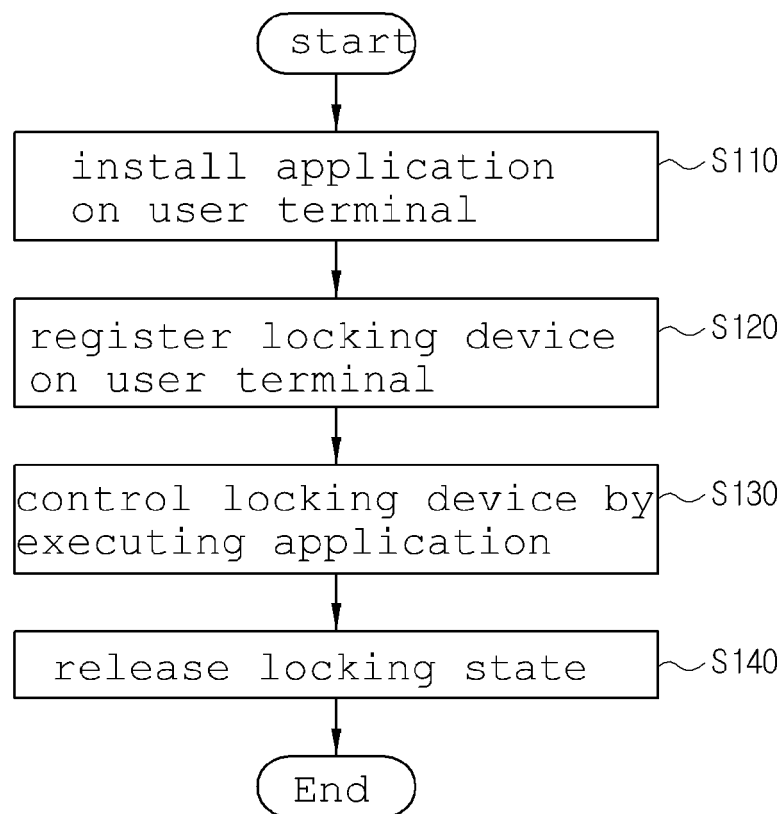 start
install application
on user terminal
S110
register locking device
on user terminal
S120
control locking device by
executing application
S130
release locking state
S140
End